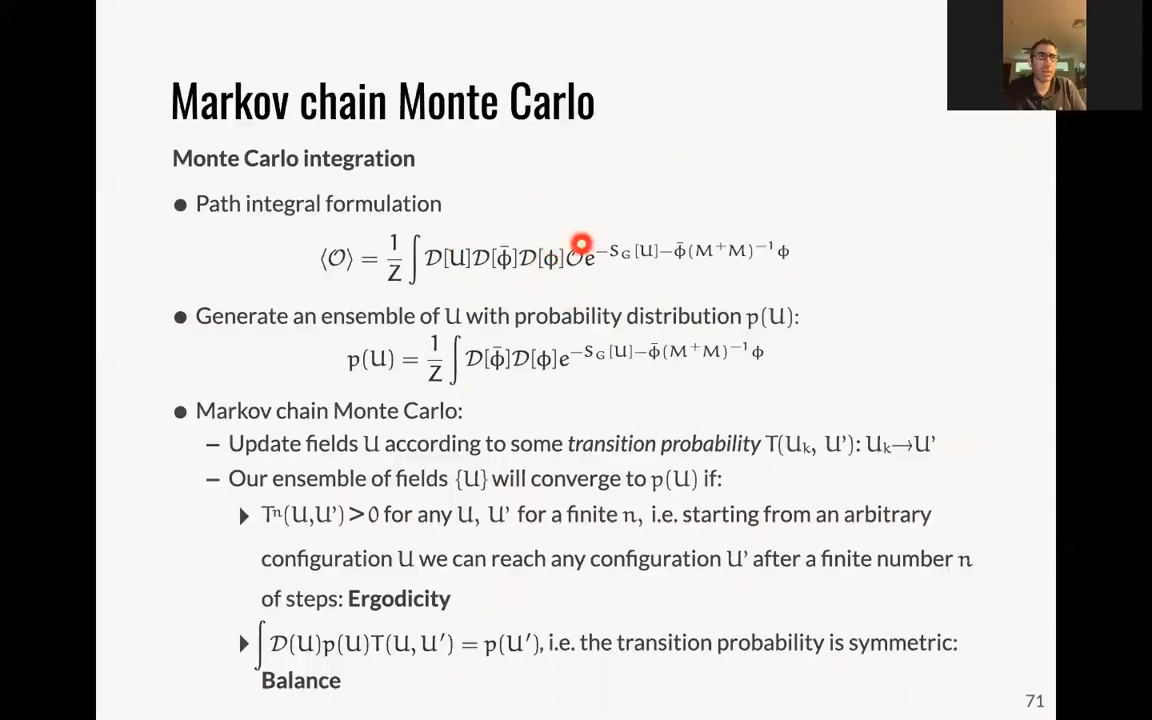 Markov chain Monte Carlo
Monte Carlo integration
● Path integral formulation
⟨𝒪⟩ = 1/Z ∫ 𝒟[U]𝒟[φ̄]𝒟[φ]𝒪e^{−S_G[U]−φ̄(M⁺M)⁻¹φ}
● Generate an ensemble of U with probability distribution p(U):
p(U) = 1/Z ∫ 𝒟[φ̄]𝒟[φ]e^{−S_G[U]−φ̄(M⁺M)⁻¹φ}
● Markov chain Monte Carlo:
– Update fields U according to some transition probability T(Uₖ, U’): Uₖ→U’
– Our ensemble of fields {U} will converge to p(U) if:
▶ Tⁿ(U,U’)>0 for any U, U’ for a finite n, i.e. starting from an arbitrary
configuration U we can reach any configuration U’ after a finite number n
of steps: Ergodicity
▶ ∫ 𝒟(U)p(U)T(U, U′) = p(U′), i.e. the transition probability is symmetric:
Balance
71